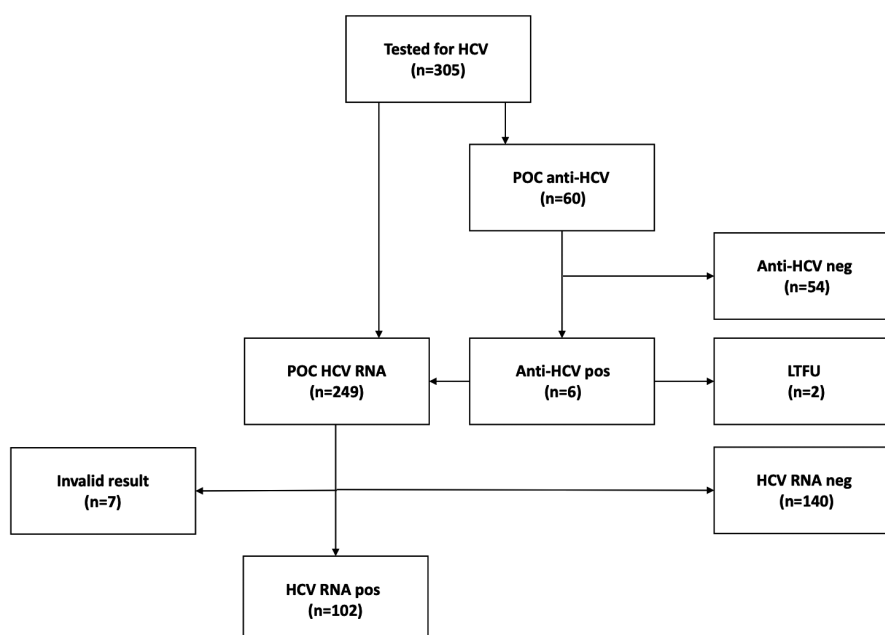 Tested for HCV
(n=305)
POC anti-HCV
(n=60)
Anti-HCV neg
(n=54)
POC HCV RNA
(n=249)
Anti-HCV pos
(n=6)
LTFU
(n=2)
Invalid result
(n=7)
HCV RNA neg
(n=140)
HCV RNA pos
(n=102)